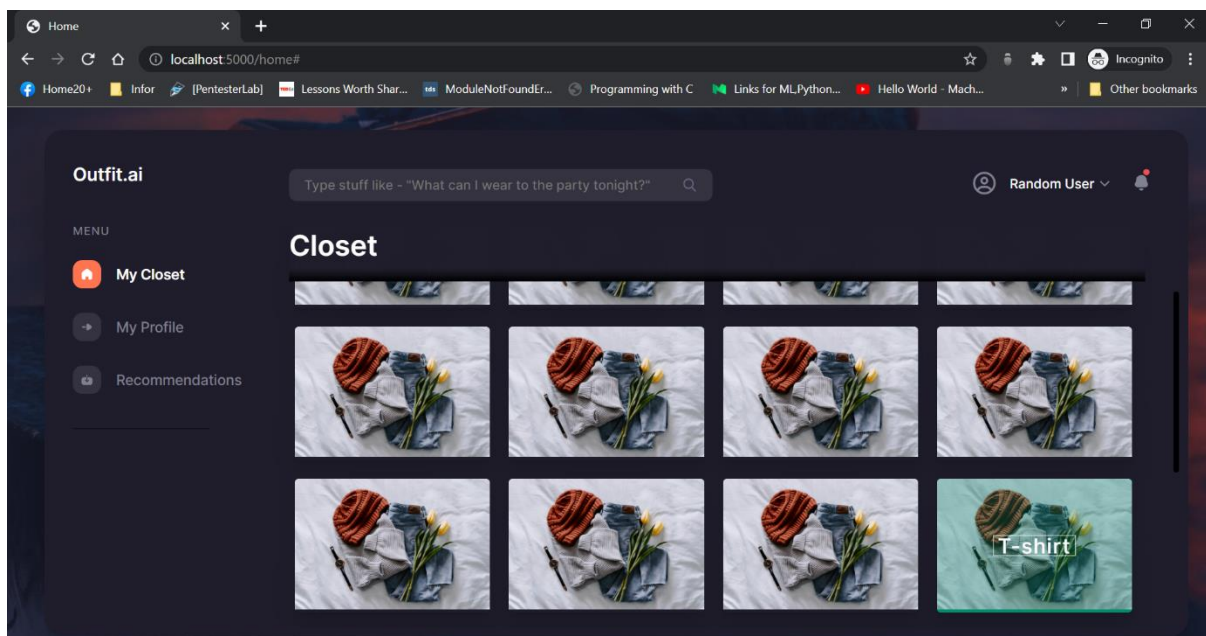 Home
localhost:5000/home#
Incognito
Home20+ Infor [PentesterLab] Lessons Worth Shar... ModuleNotFoundEr... Programming with C Links for ML,Python... Hello World - Mach... » Other bookmarks
Outfit.ai
Type stuff like - "What can I wear to the party tonight?"
Random User
MENU
Closet
My Closet
My Profile
Recommendations
T-shirt